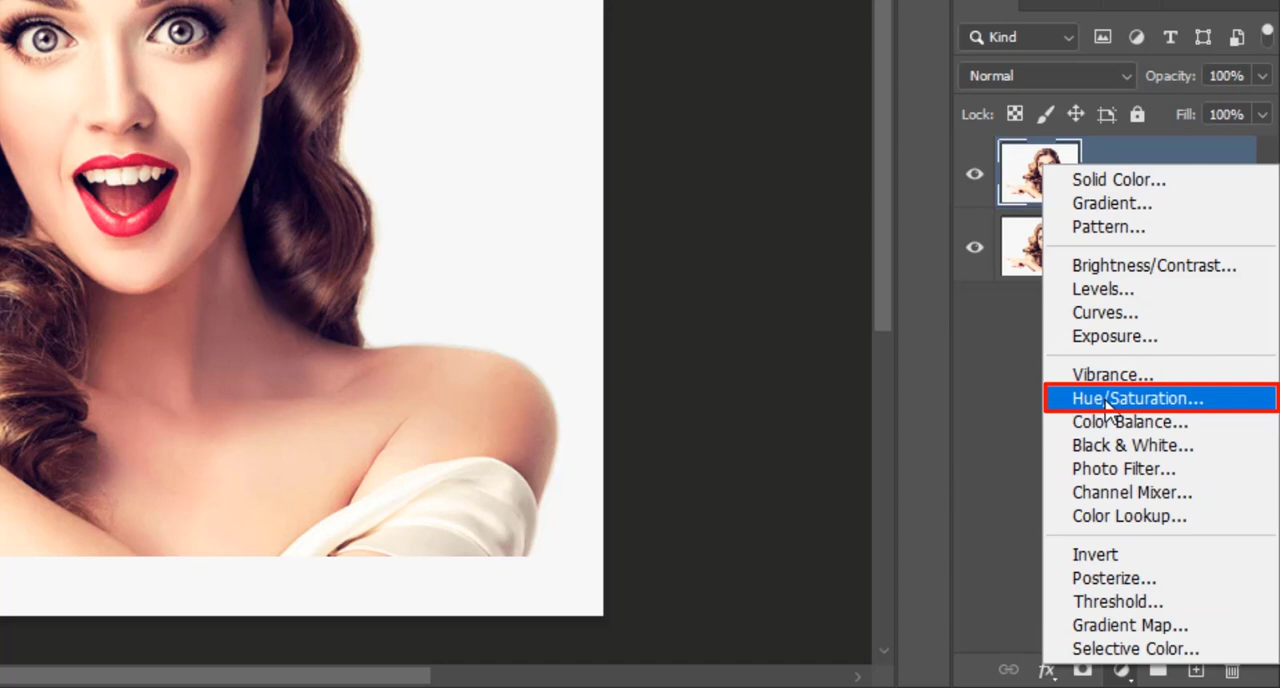 Kind
Normal
Opacity: 100%
Lock:
Fill: 100%
Solid Color...
Gradient...
Pattern...
Brightness/Contrast...
Levels...
Curves...
Exposure...
Vibrance...
Hue/Saturation...
Color Balance...
Black & White...
Photo Filter...
Channel Mixer...
Color Lookup...
Invert
Posterize...
Threshold...
Gradient Map...
Selective Color...
fx